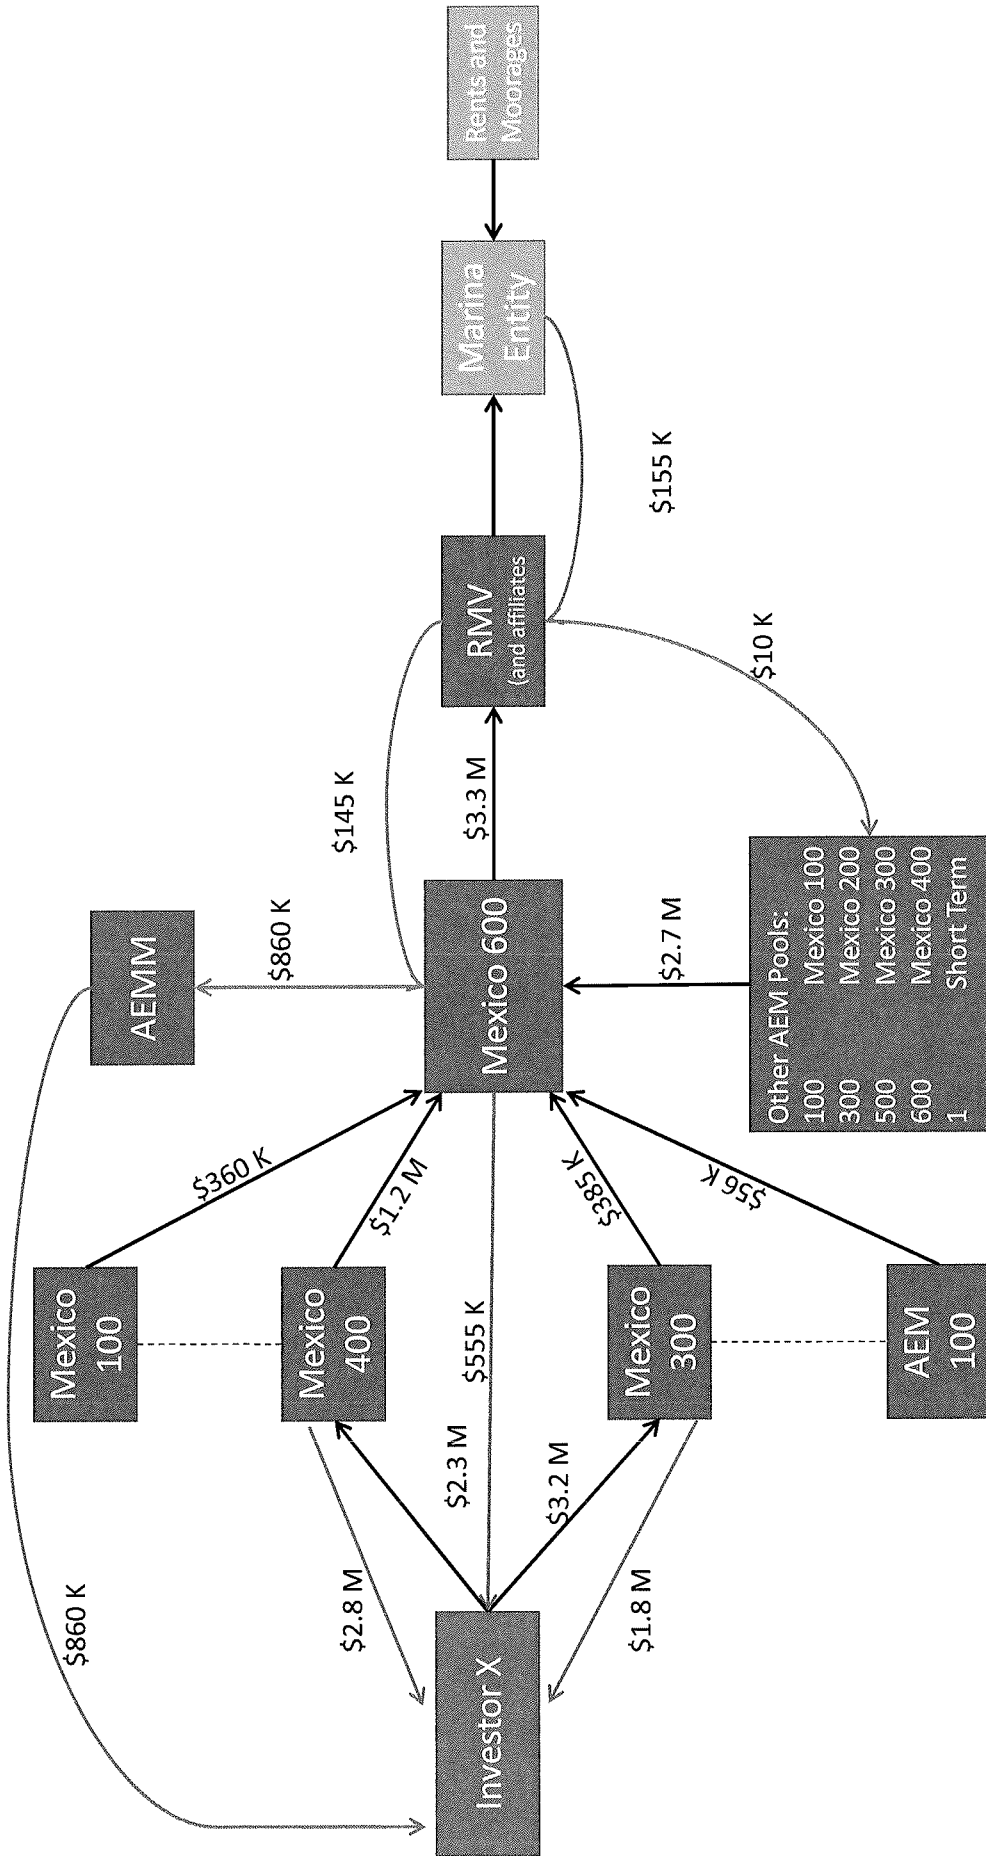 $860 K
Mexico
100
AEMM
$360 K
$860 K
$145 K
Mexico
400
$2.8 M
$1.2 M
Investor X
$2.3 M
$555 K
Mexico 600
$3.3 M
RMV
(and affiliates
Marina
Entity
Rents and
Moorages
$3.2 M
$385 K
Mexico
300
$1.8 M
$56 K
$2.7 M
$155 K
$10 K
AEM
100
Other AEM Pools:
100 Mexico 100
300 Mexico 200
500 Mexico 300
600 Mexico 400
1 Short Term